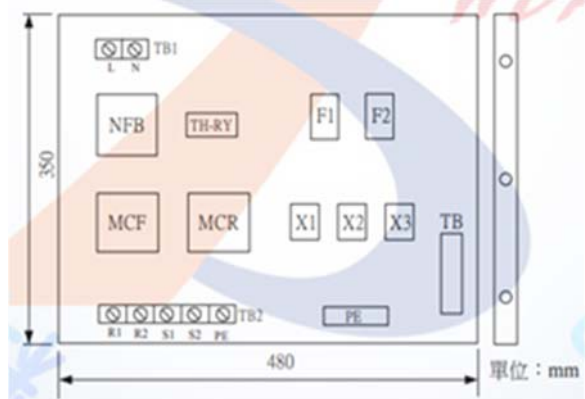 TB1
L N
NFB TH-RY F1 F2
350
MCF MCR X1 X2 X3 TB
TB2 PE
R1 R2 S1 S2 PE
480
單位：mm